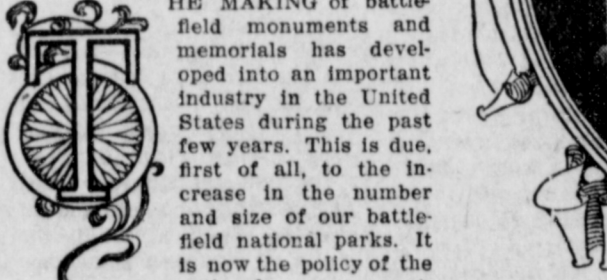 THE MAKING of battle-
field monuments and
memorials has devel-
oped into an important
industry in the United
States during the past
few years. This is due,
first of all, to the in-
crease in the number
and size of our battle-
field national parks. It
is now the policy of the